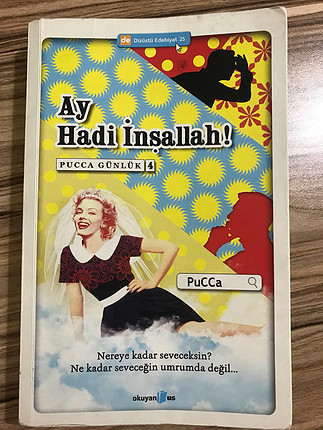 de Dizüstü Edebiyat 25
Ay
Hadi İnşallah!
PUCCA GÜNLÜK 4
PuCCa
Nereye kadar seveceksin?
Ne kadar seveceğin umrumda değil...
okuyan us